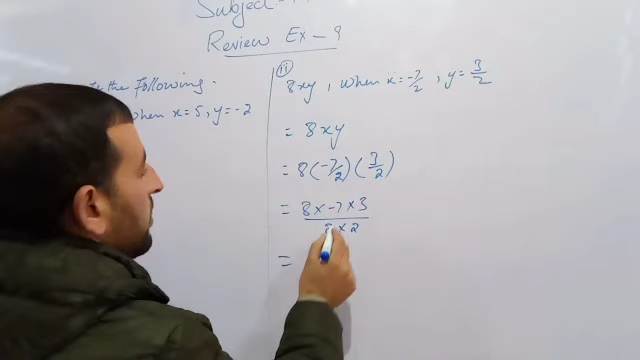 Subject
Review Ex - 9
the Following.
when x=5, y=-2
(ii) 8xy, when x=-7/2, y=3/2
= 8xy
= 8(-7/2)(3/2)
= 8×-7×3
2×2
=